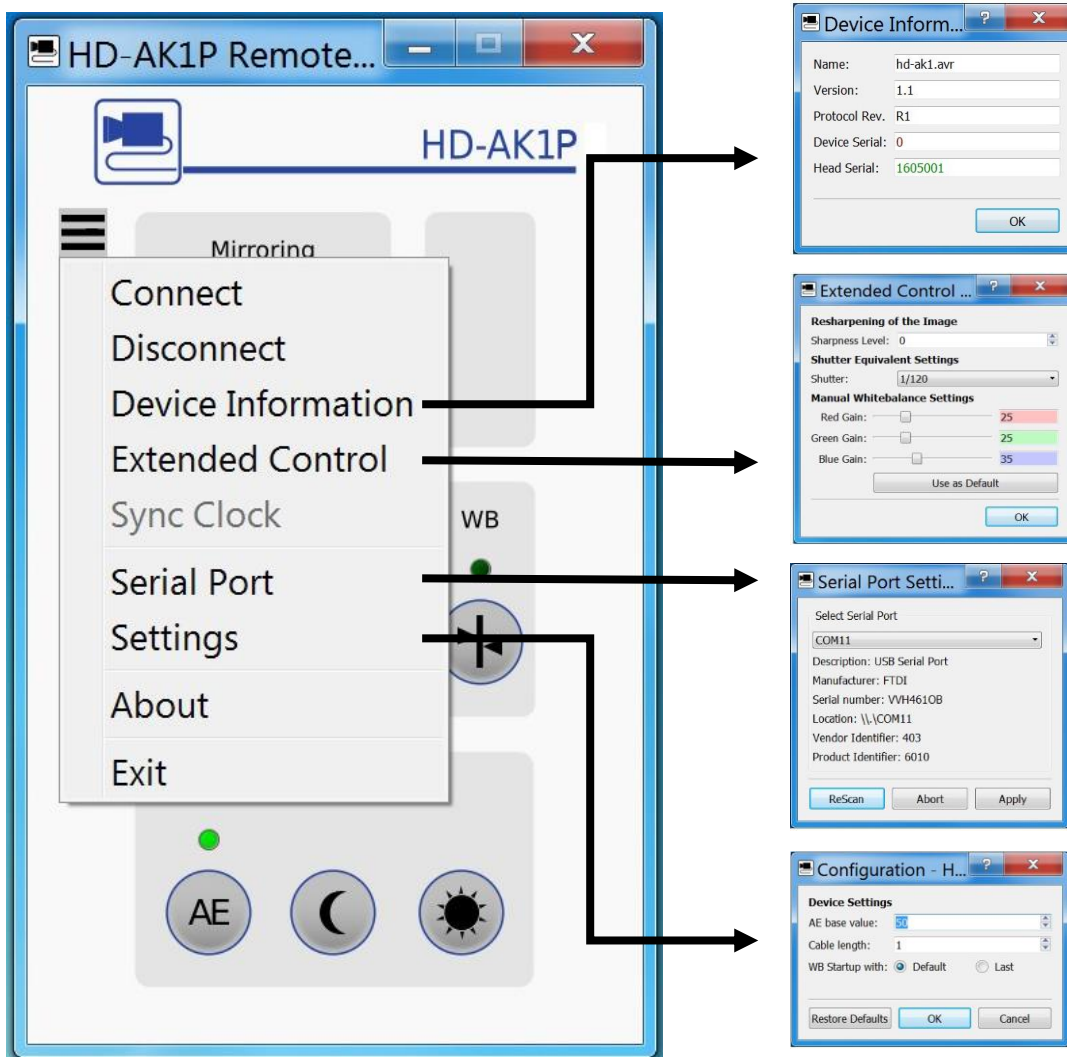 HD-AK1P Remote...
HD-AK1P
Mirroring
Connect
Disconnect
Device Information
Extended Control
Sync Clock
Serial Port
Settings
About
Exit
WB
AE
Device Inform...
Name: hd-ak1.avr
Version: 1.1
Protocol Rev. R1
Device Serial: 0
Head Serial: 1605001
OK
Extended Control ...
Resharpening of the Image
Sharpness Level: 0
Shutter Equivalent Settings
Shutter: 1/120
Manual Whitebalance Settings
Red Gain: 25
Green Gain: 25
Blue Gain: 35
Use as Default
OK
Serial Port Setti...
Select Serial Port
COM11
Description: USB Serial Port
Manufacturer: FTDI
Serial number: VVH461OB
Location: \\.\COM11
Vendor Identifier: 403
Product Identifier: 6010
ReScan Abort Apply
Configuration - H...
Device Settings
AE base value: 50
Cable length: 1
WB Startup with: Default Last
Restore Defaults OK Cancel